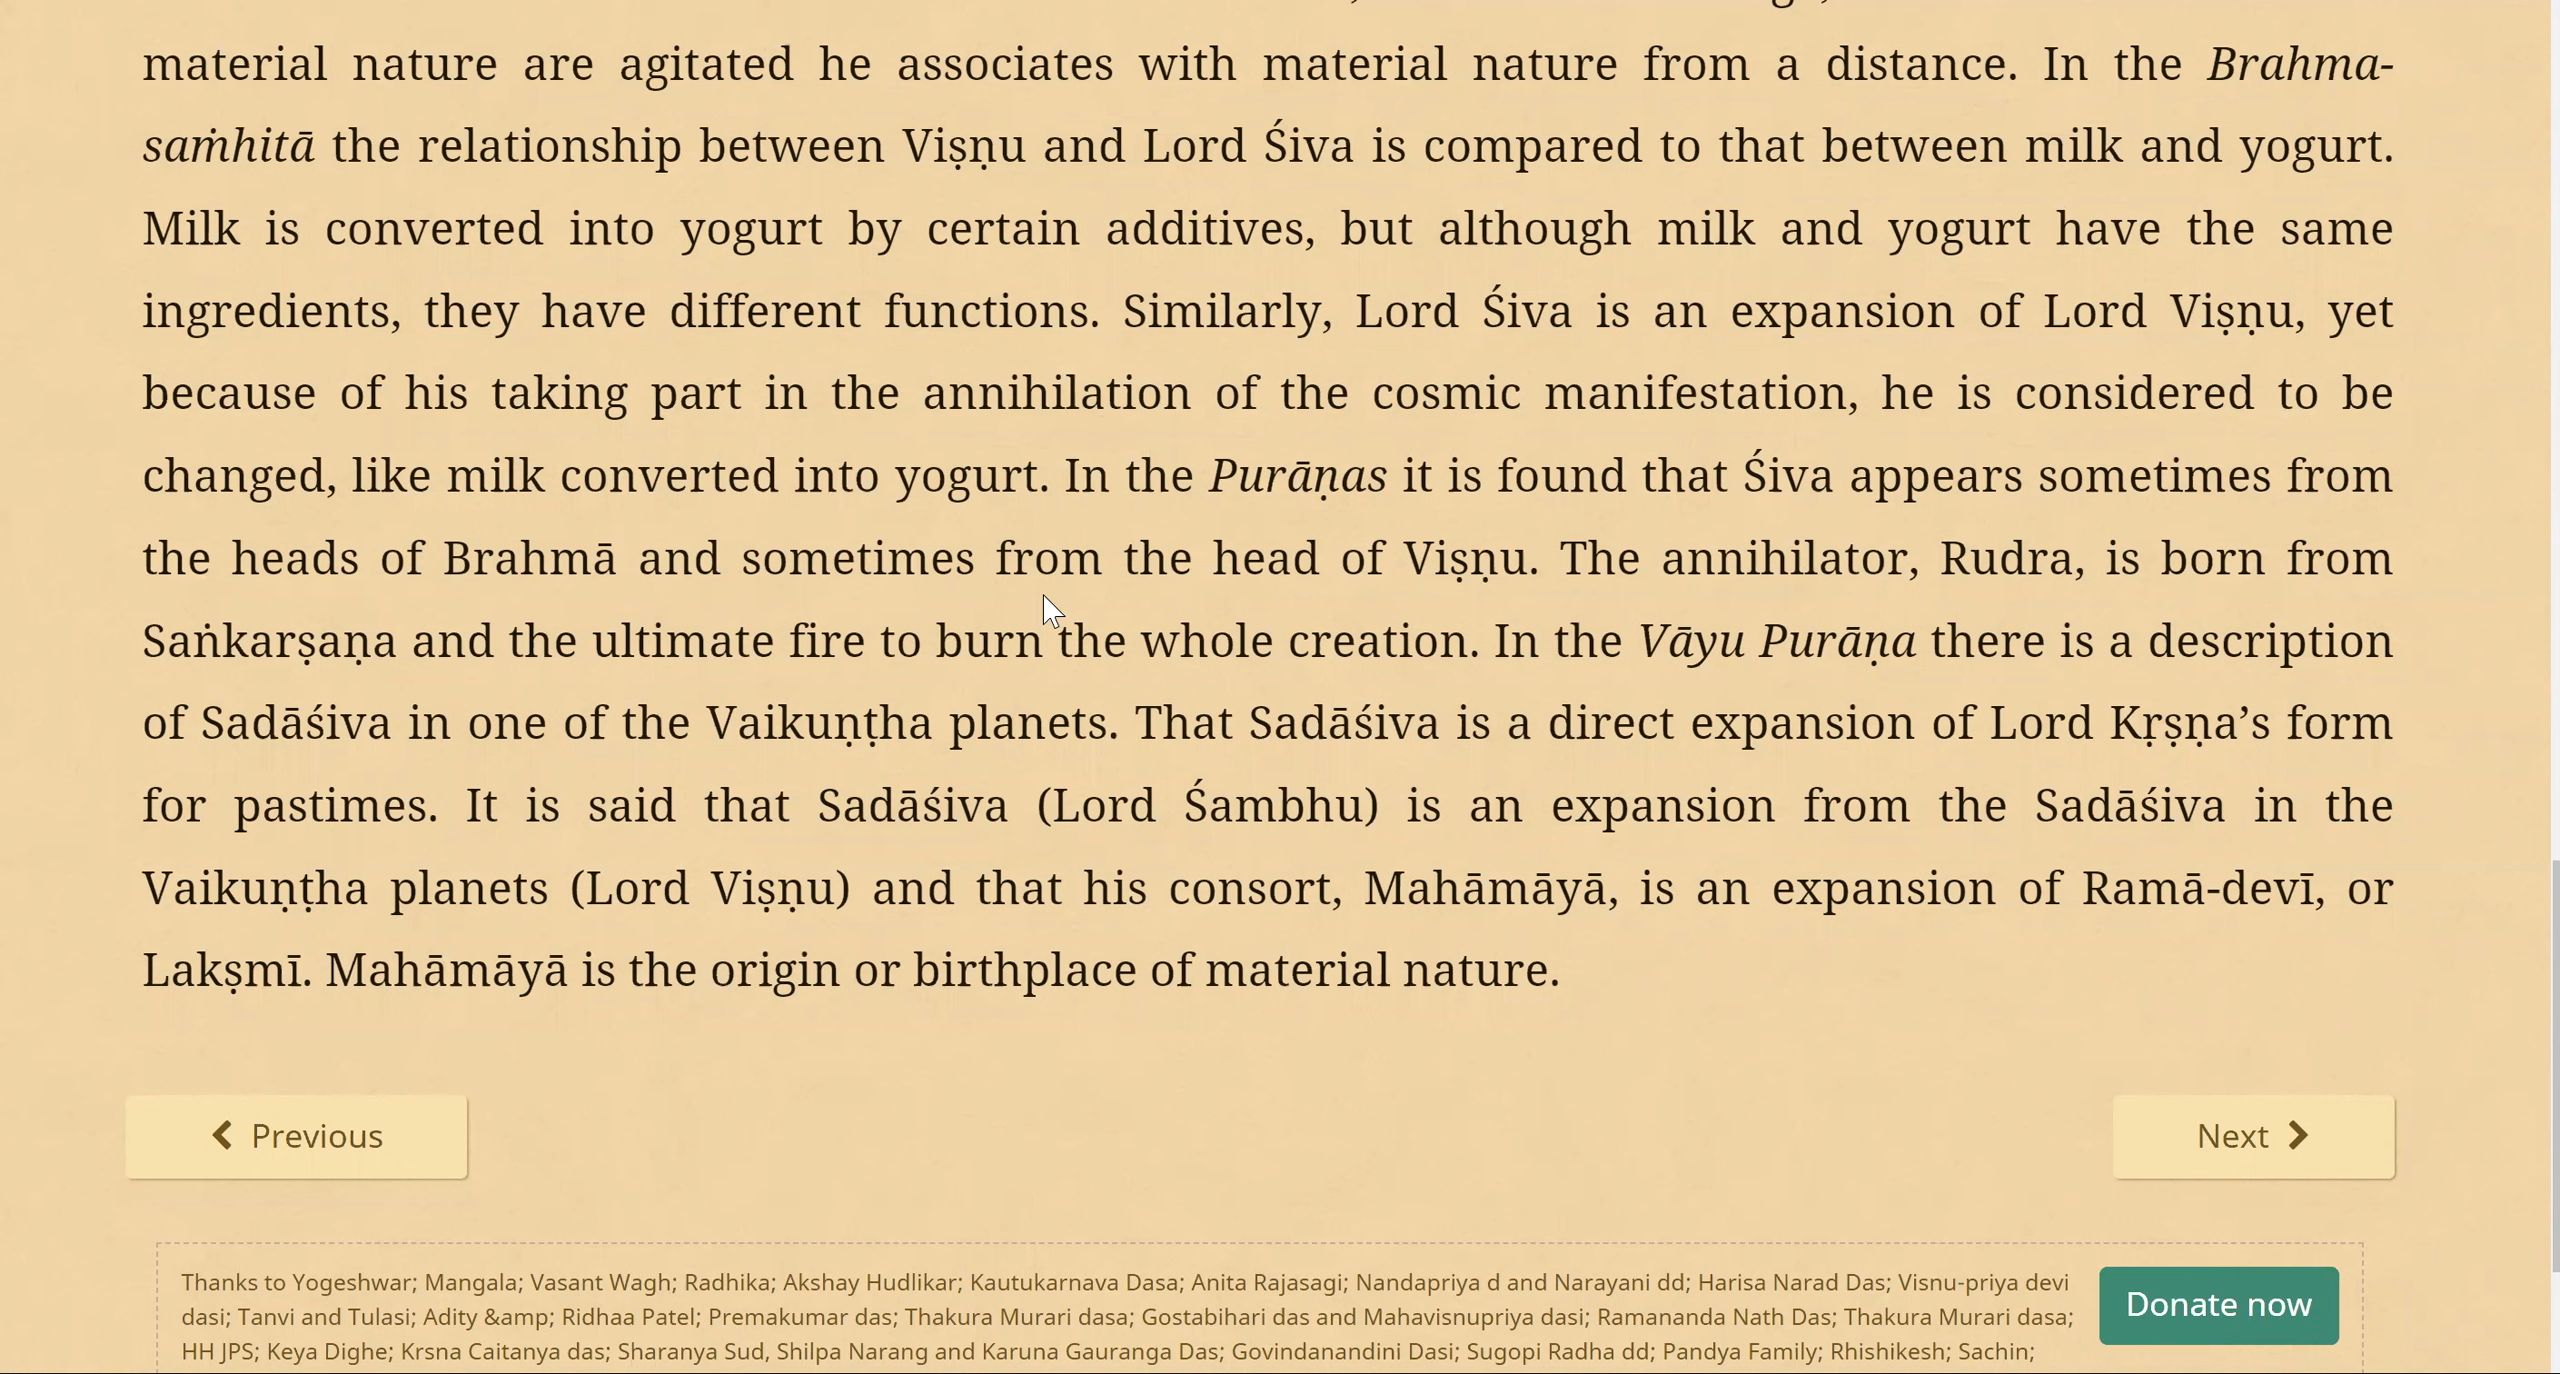 material nature are agitated he associates with material nature from a distance. In the Brahma-
saṁhitā the relationship between Viṣṇu and Lord Śiva is compared to that between milk and yogurt.
Milk is converted into yogurt by certain additives, but although milk and yogurt have the same
ingredients, they have different functions. Similarly, Lord Śiva is an expansion of Lord Viṣṇu, yet
because of his taking part in the annihilation of the cosmic manifestation, he is considered to be
changed, like milk converted into yogurt. In the Purāṇas it is found that Śiva appears sometimes from
the heads of Brahmā and sometimes from the head of Viṣṇu. The annihilator, Rudra, is born from
Saṅkarṣaṇa and the ultimate fire to burn the whole creation. In the Vāyu Purāṇa there is a description
of Sadāśiva in one of the Vaikuṇṭha planets. That Sadāśiva is a direct expansion of Lord Kṛṣṇa’s form
for pastimes. It is said that Sadāśiva (Lord Śambhu) is an expansion from the Sadāśiva in the
Vaikuṇṭha planets (Lord Viṣṇu) and that his consort, Mahāmāyā, is an expansion of Ramā-devī, or
Lakṣmī. Mahāmāyā is the origin or birthplace of material nature.
Previous
Next
Thanks to Yogeshwar; Mangala; Vasant Wagh; Radhika; Akshay Hudlikar; Kautukarnava Dasa; Anita Rajasagi; Nandapriya d and Narayani dd; Harisa Narad Das; Visnu-priya devi
dasi; Tanvi and Tulasi; Adity &amp; Ridhaa Patel; Premakumar das; Thakura Murari dasa; Gostabihari das and Mahavisnupriya dasi; Ramananda Nath Das; Thakura Murari dasa;
HH JPS; Keya Dighe; Krsna Caitanya das; Sharanya Sud, Shilpa Narang and Karuna Gauranga Das; Govindanandini Dasi; Sugopi Radha dd; Pandya Family; Rhishikesh; Sachin;
Donate now